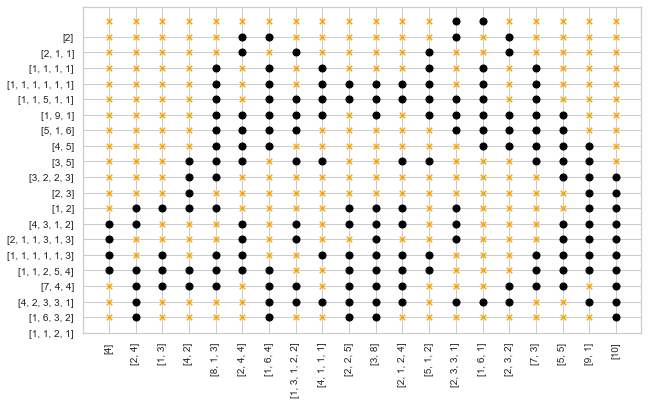 [2]
[2, 1, 1]
[1, 1, 1, 1]
[1, 1, 1, 1, 1, 1]
[1, 1, 5, 1, 1]
[1, 9, 1]
[5, 1, 6]
[4, 5]
[3, 5]
[3, 2, 2, 3]
[2, 3]
[1, 2]
[4, 3, 1, 2]
[2, 1, 1, 3, 1, 3]
[1, 1, 1, 1, 1, 3]
[1, 1, 2, 5, 4]
[7, 4, 4]
[4, 2, 3, 3, 1]
[1, 6, 3, 2]
[1, 1, 2, 1]
[4]
[2, 4]
[1, 3]
[4, 2]
[8, 1, 3]
[2, 4, 4]
[1, 6, 4]
[1, 3, 1, 2, 2]
[4, 1, 1, 1]
[2, 2, 5]
[3, 8]
[2, 1, 2, 4]
[5, 1, 2]
[2, 3, 3, 1]
[1, 6, 1]
[2, 3, 2]
[7, 3]
[5, 5]
[9, 1]
[10]